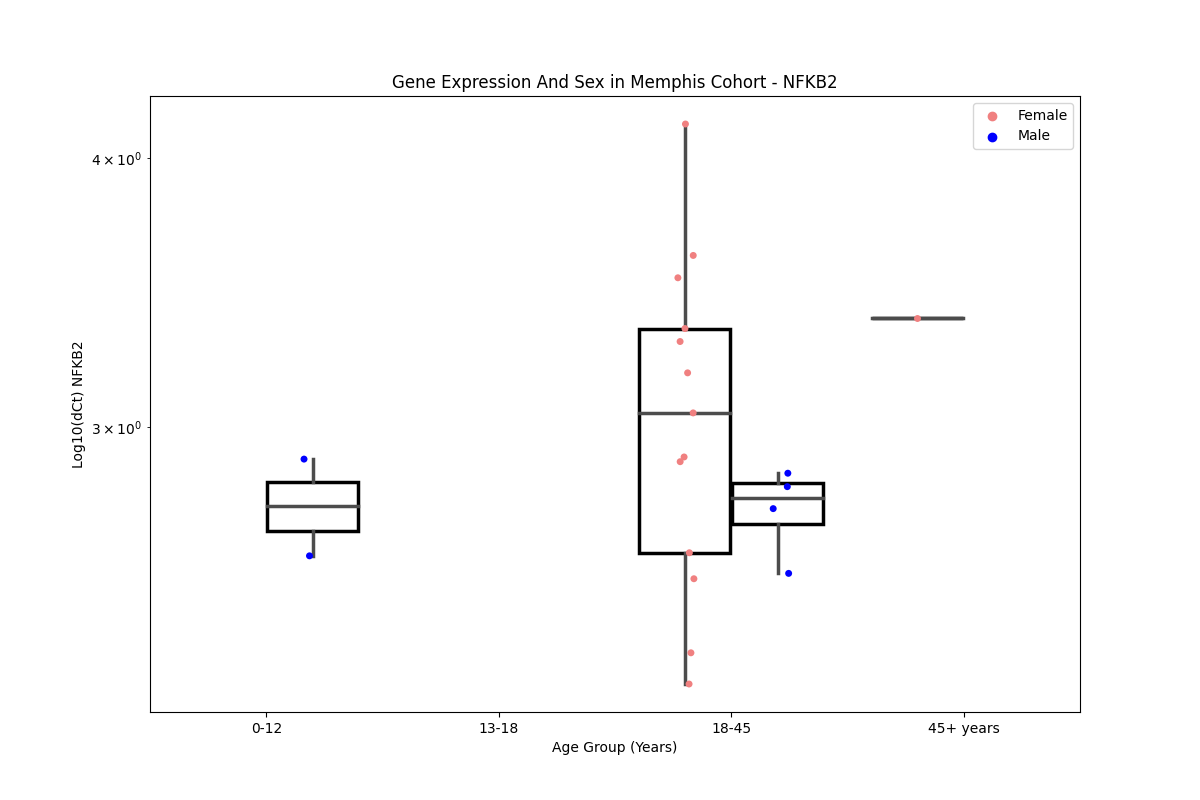 Gene Expression And Sex in Memphis Cohort - NFKB2
Female
Male
4 × 10⁰
3 × 10⁰
Log10(dCt) NFKB2
0-12
13-18
18-45
45+ years
Age Group (Years)